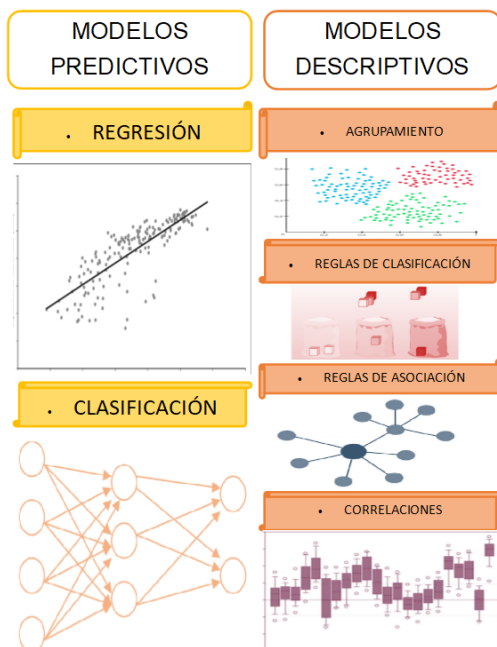 MODELOS
PREDICTIVOS
• REGRESIÓN
• CLASIFICACIÓN
MODELOS
DESCRIPTIVOS
• AGRUPAMIENTO
• REGLAS DE CLASIFICACIÓN
• REGLAS DE ASOCIACIÓN
• CORRELACIONES